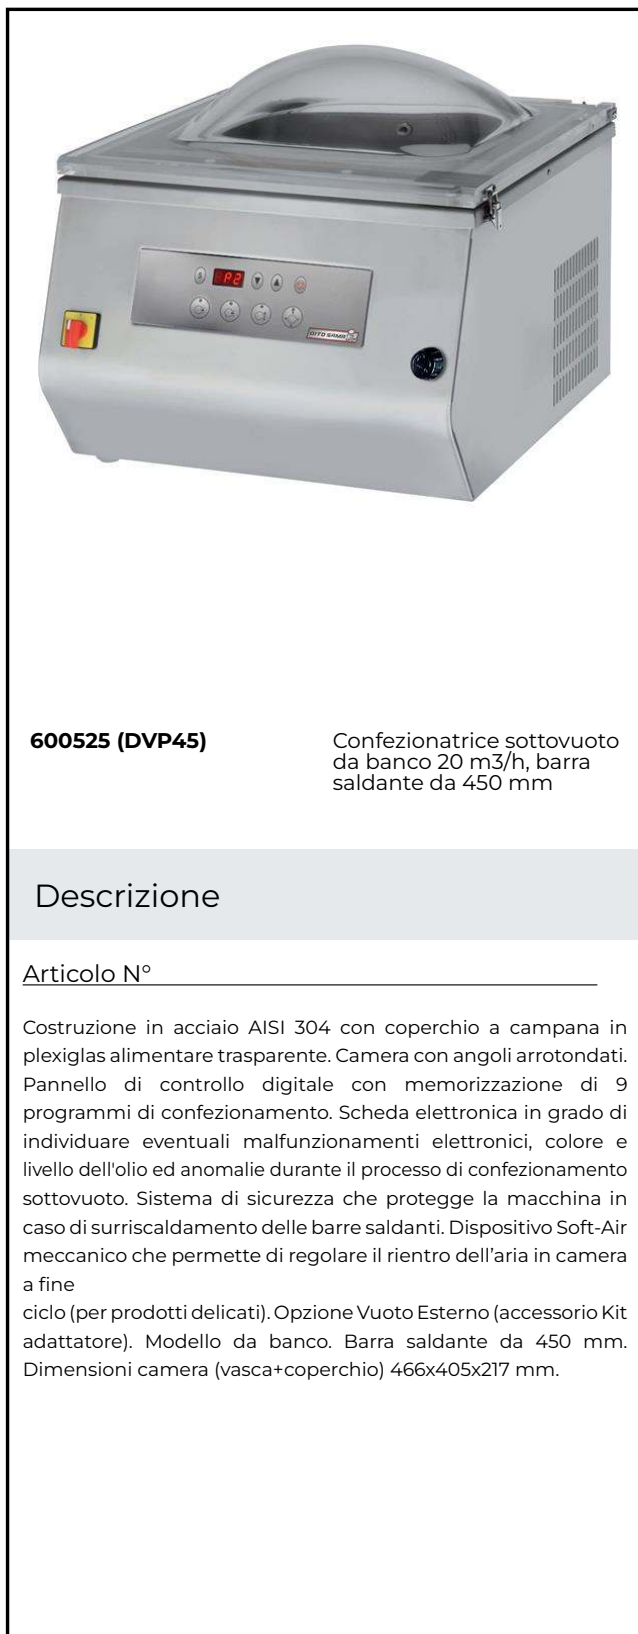 S
P2
DITO SAMA
600525 (DVP45)
Confezionatrice sottovuoto
da banco 20 m3/h, barra
saldante da 450 mm
Descrizione
Articolo N°
Costruzione in acciaio AISI 304 con coperchio a campana in
plexiglas alimentare trasparente. Camera con angoli arrotondati.
Pannello di controllo digitale con memorizzazione di 9
programmi di confezionamento. Scheda elettronica in grado di
individuare eventuali malfunzionamenti elettronici, colore e
livello dell'olio ed anomalie durante il processo di confezionamento
sottovuoto. Sistema di sicurezza che protegge la macchina in
caso di surriscaldamento delle barre saldanti. Dispositivo Soft-Air
meccanico che permette di regolare il rientro dell’aria in camera
a fine
ciclo (per prodotti delicati). Opzione Vuoto Esterno (accessorio Kit
adattatore). Modello da banco. Barra saldante da 450 mm.
Dimensioni camera (vasca+coperchio) 466x405x217 mm.